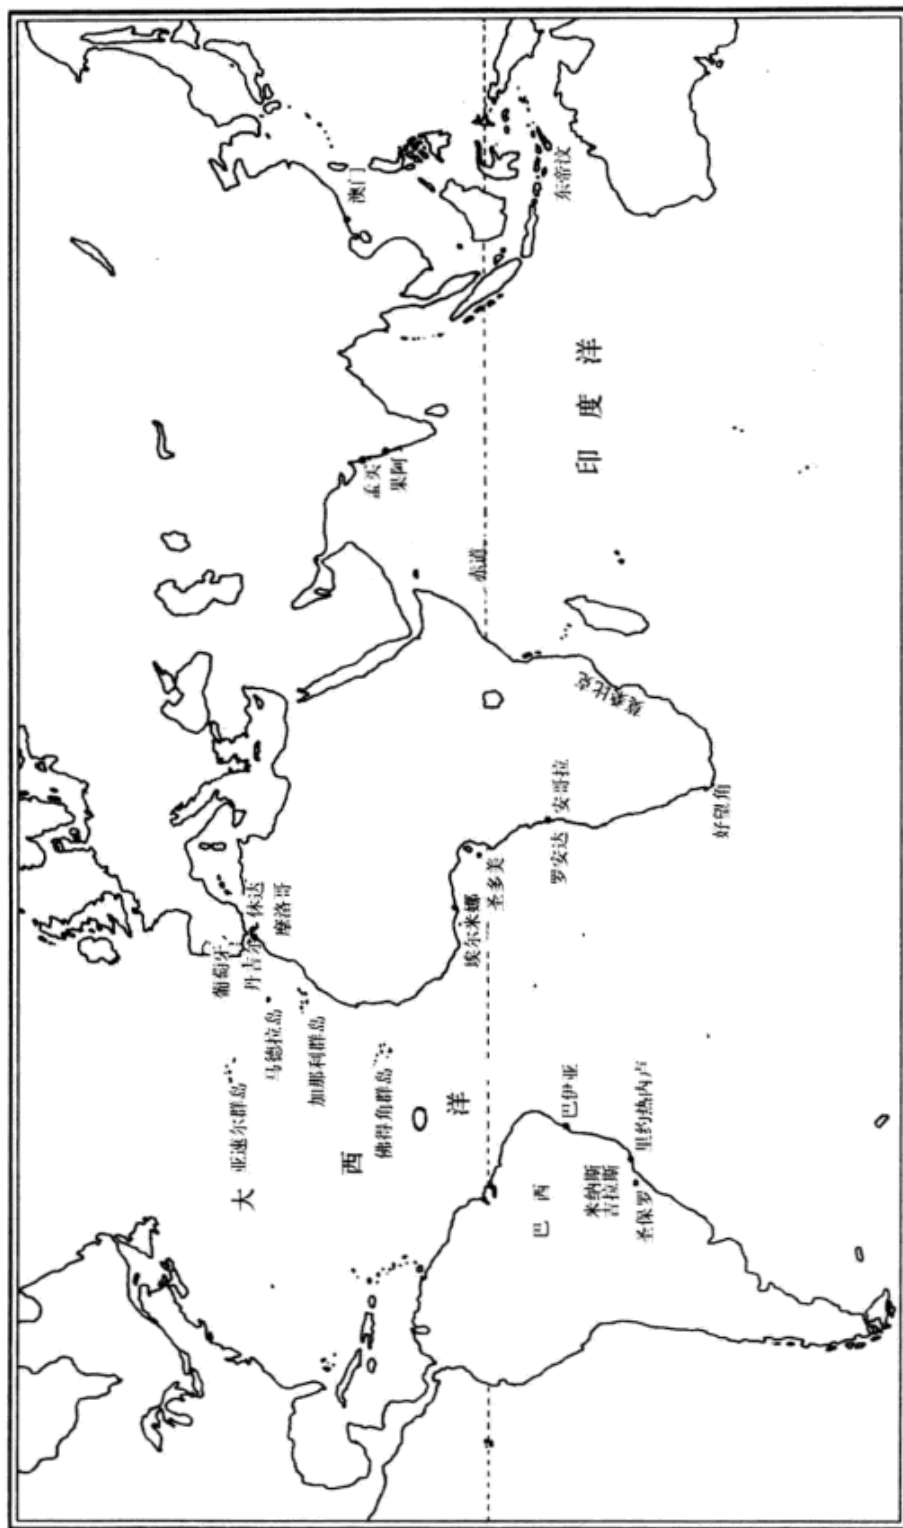 葡萄牙
丹吉尔
休达
摩洛哥
马德拉岛
亚速尔群岛
加那利群岛
佛得角群岛
大
西
洋
埃尔米娜
圣多美
罗安达
安哥拉
好望角
莫桑比克
赤道
孟买
果阿
印
度
洋
澳门
东帝汶
巴西
巴伊亚
米纳斯
吉拉斯
里约热内卢
圣保罗